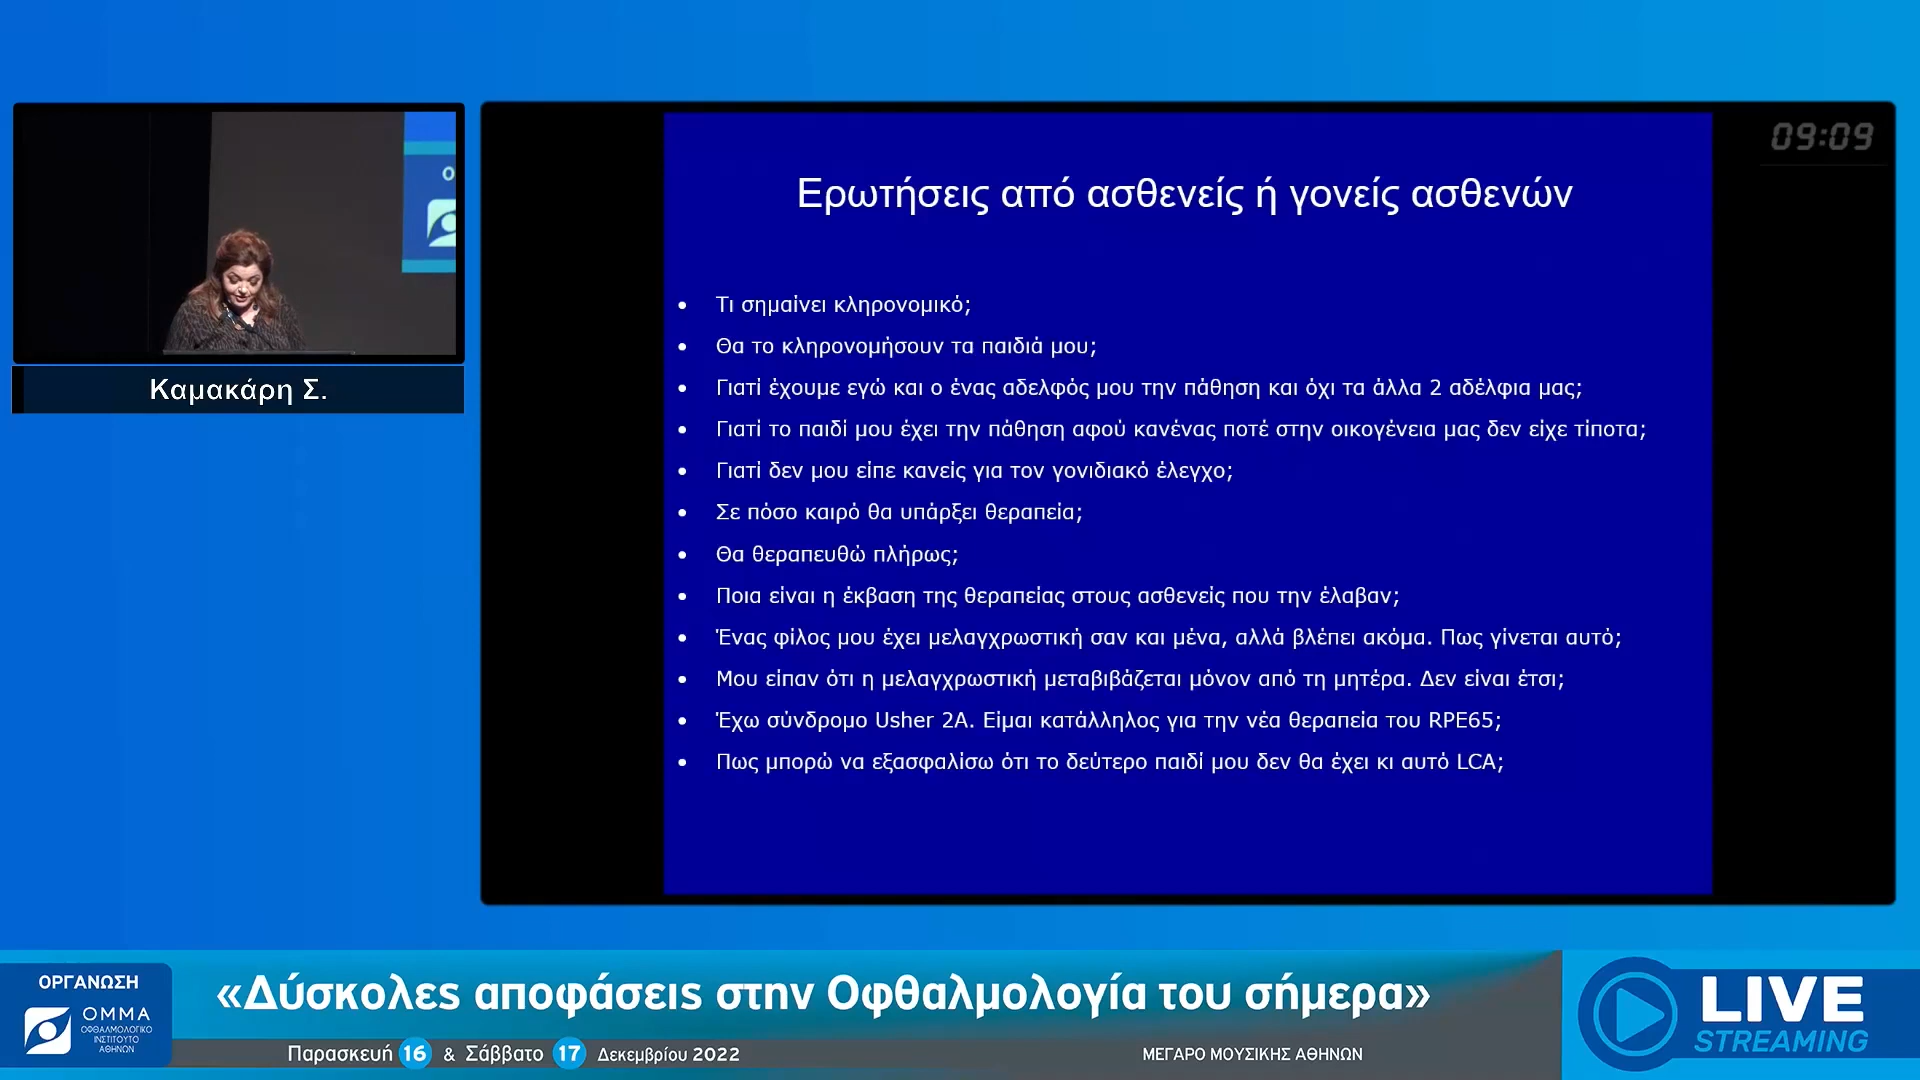 Ο
Καμακάρη Σ.
09:09
Ερωτήσεις από ασθενείς ή γονείς ασθενών
• Τι σημαίνει κληρονομικό;
• Θα το κληρονομήσουν τα παιδιά μου;
• Γιατί έχουμε εγώ και ο ένας αδελφός μου την πάθηση και όχι τα άλλα 2 αδέλφια μας;
• Γιατί το παιδί μου έχει την πάθηση αφού κανένας ποτέ στην οικογένεια μας δεν είχε τίποτα;
• Γιατί δεν μου είπε κανείς για τον γονιδιακό έλεγχο;
• Σε πόσο καιρό θα υπάρξει θεραπεία;
• Θα θεραπευθώ πλήρως;
• Ποια είναι η έκβαση της θεραπείας στους ασθενείς που την έλαβαν;
• Ένας φίλος μου έχει μελαγχρωστική σαν και μένα, αλλά βλέπει ακόμα. Πως γίνεται αυτό;
• Μου είπαν ότι η μελαγχρωστική μεταβιβάζεται μόνον από τη μητέρα. Δεν είναι έτσι;
• Έχω σύνδρομο Usher 2A. Είμαι κατάλληλος για την νέα θεραπεία του RPE65;
• Πως μπορώ να εξασφαλίσω ότι το δεύτερο παιδί μου δεν θα έχει κι αυτό LCA;
ΟΡΓΑΝΩΣΗ
ΟΜΜΑ
ΟΦΘΑΛΜΟΛΟΓΙΚΟ
ΙΝΣΤΙΤΟΥΤΟ
ΑΘΗΝΩΝ
«Δύσκολες αποφάσεις στην Οφθαλμολογία του σήμερα»
Παρασκευή 16 & Σάββατο 17 Δεκεμβρίου 2022
ΜΕΓΑΡΟ ΜΟΥΣΙΚΗΣ ΑΘΗΝΩΝ
LIVE
STREAMING